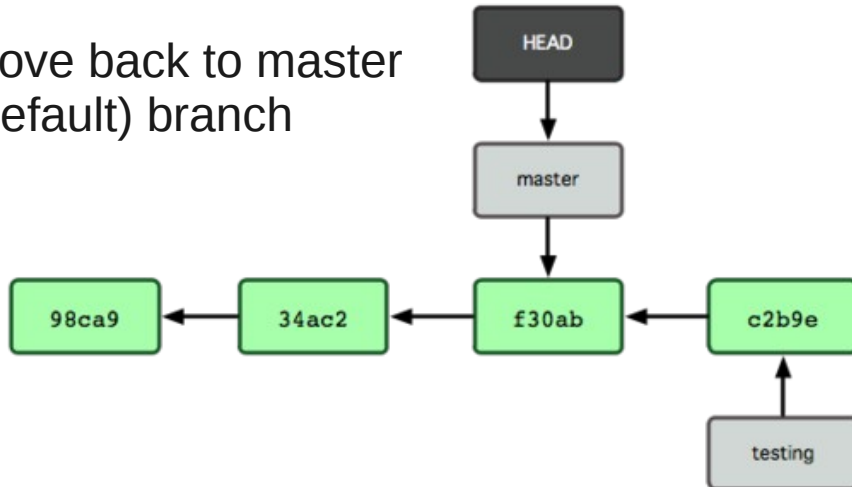 ove back to master
efault) branch
HEAD
master
98ca9
34ac2
f30ab
c2b9e
testing